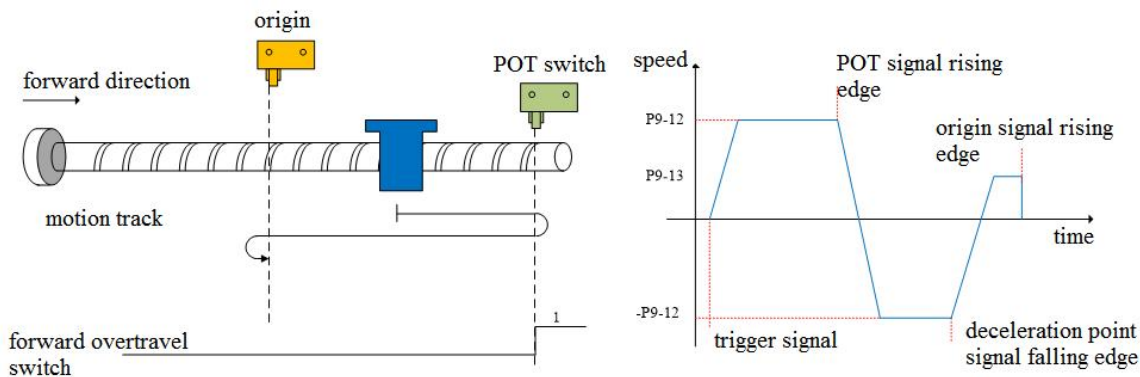 origin
POT switch
forward direction
motion track
forward overtravel
switch
1
speed
POT signal rising
edge
P9-12
origin signal rising
edge
P9-13
time
-P9-12
trigger signal
deceleration point
signal falling edge